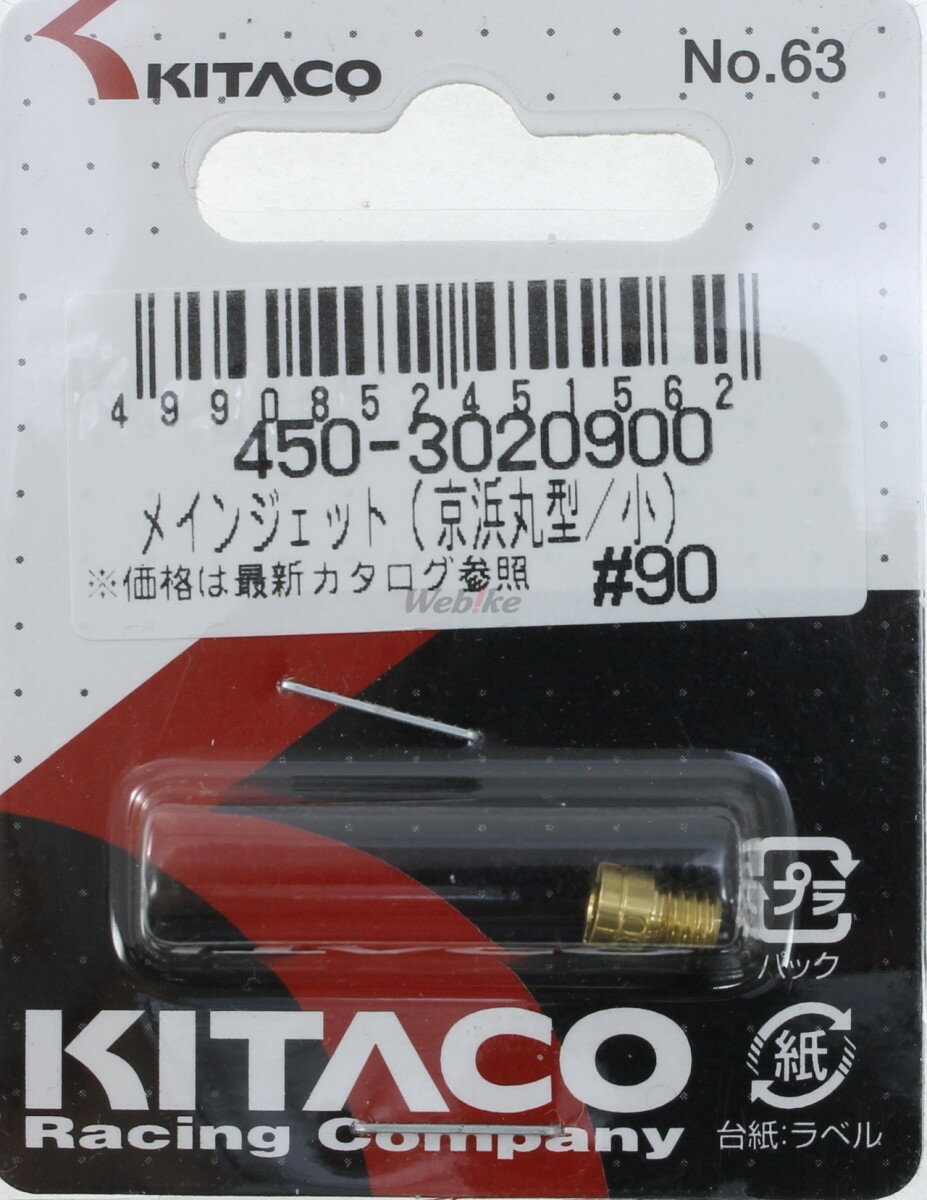 KITACO
No.63
4990852451562
450-3020900
メインジェット(京浜丸型/小)
※価格は最新カタログ参照 #90
Webike
プラ
パック
KITACO
Racing Company
紙
台紙:ラベル